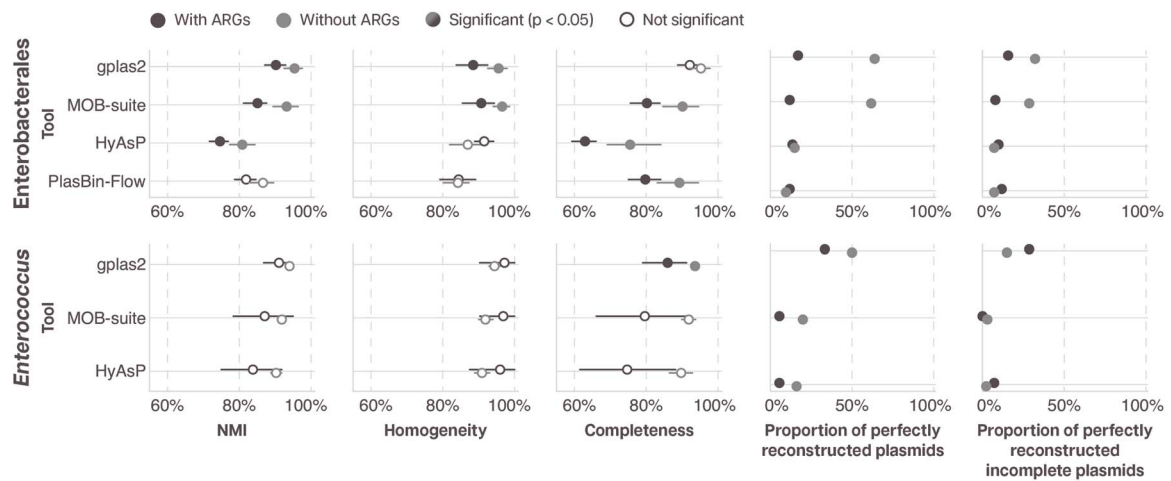 With ARGs Without ARGs Significant (p < 0.05) Not significant
Enterobacterales
Tool
gplas2
MOB-suite
HyAsP
PlasBin-Flow
60% 80% 100% 60% 80% 100% 60% 80% 100% 0% 50% 100% 0% 50% 100%
Enterococcus
Tool
gplas2
MOB-suite
HyAsP
60% 80% 100% 60% 80% 100% 60% 80% 100% 0% 50% 100% 0% 50% 100%
NMI
Homogeneity
Completeness
Proportion of perfectly
reconstructed plasmids
Proportion of perfectly
reconstructed
incomplete plasmids